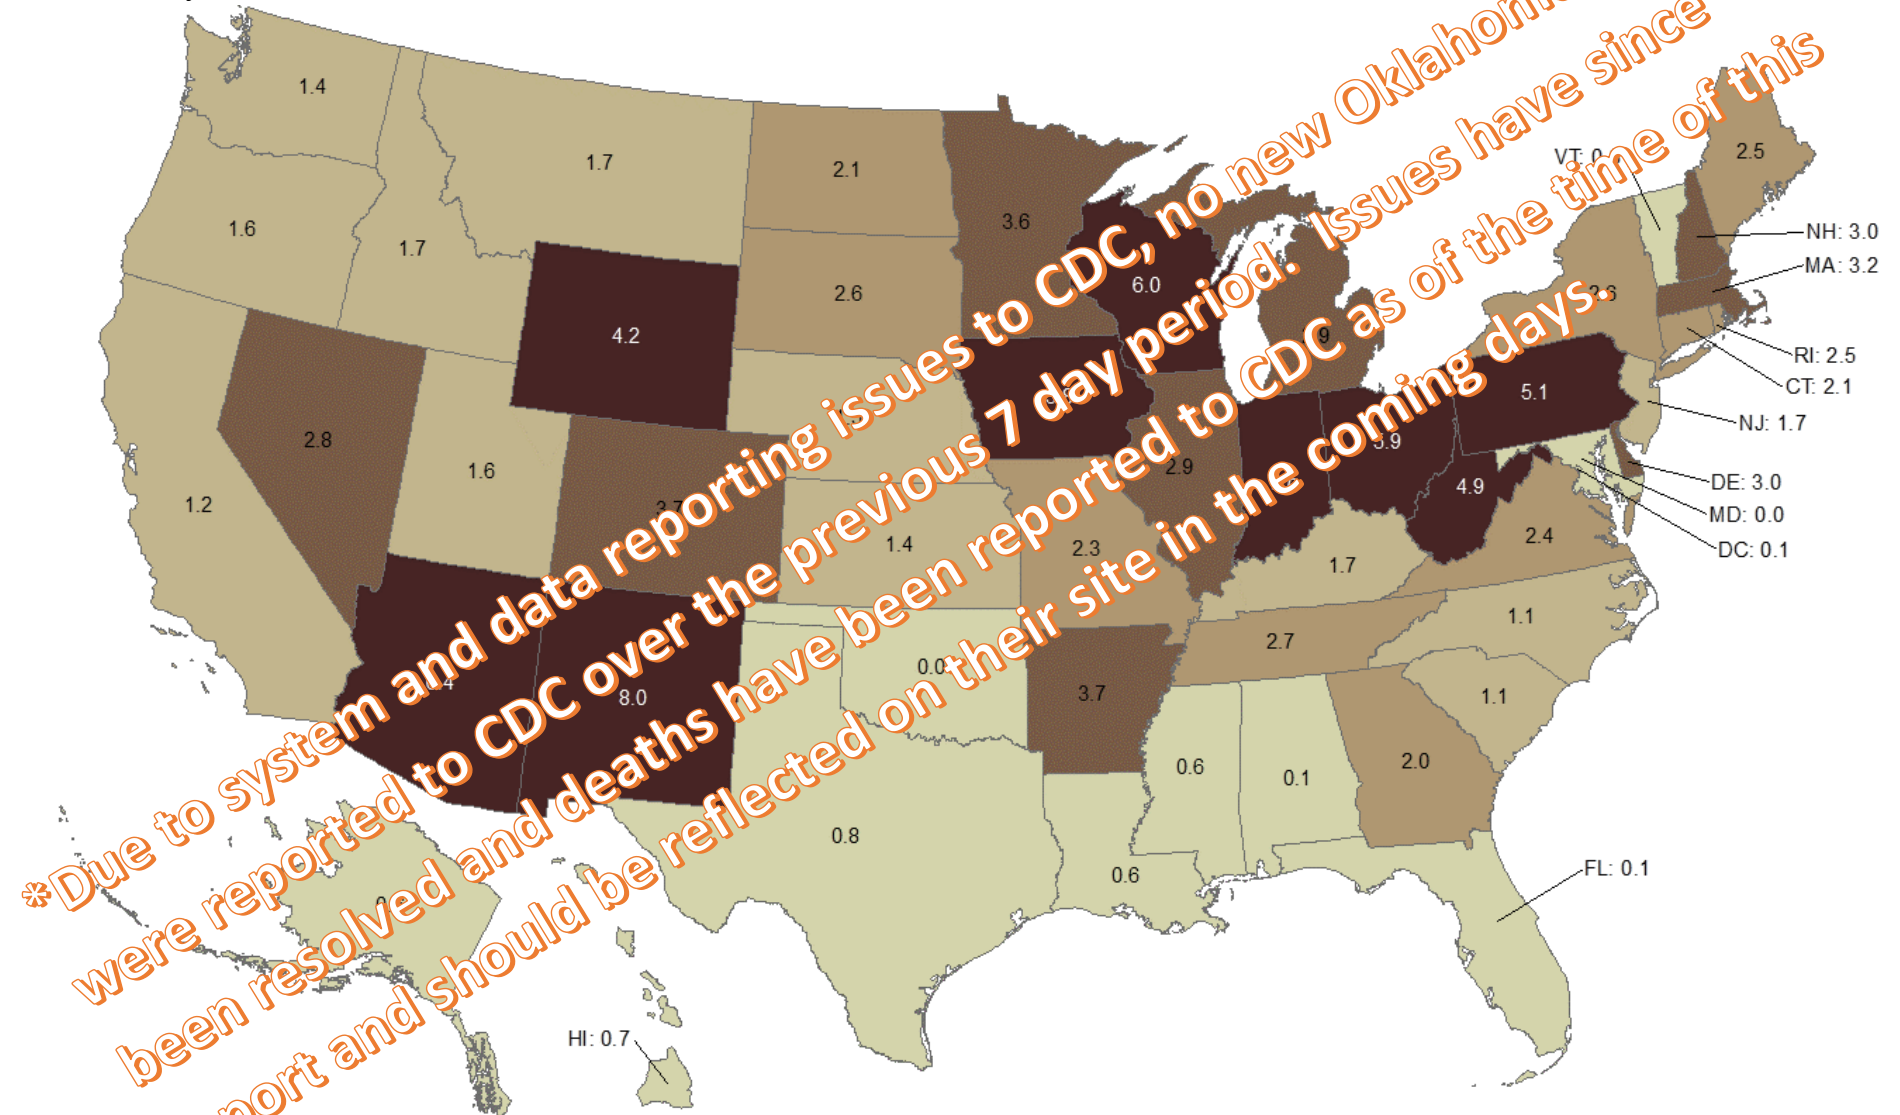 *Due to system and data reporting issues to CDC, no new Oklahoma
were reported to CDC over the previous 7 day period. Issues have since
been resolved and deaths have been reported to CDC as of the time of this
and should be reflected on their site in the coming days.
1.4
1.7
2.1
3.6
2.5
1.6
1.7
4.2
2.6
6.0
NH: 3.0
MA: 3.2
RI: 2.5
CT: 2.1
NJ: 1.7
5.1
2.8
1.6
1.2
1.4
2.3
2.9
4.9
DE: 3.0
MD: 0.0
DC: 0.1
2.4
1.7
1.1
2.7
8.0
3.7
1.1
0.6
0.1
2.0
0.8
0.6
FL: 0.1
HI: 0.7